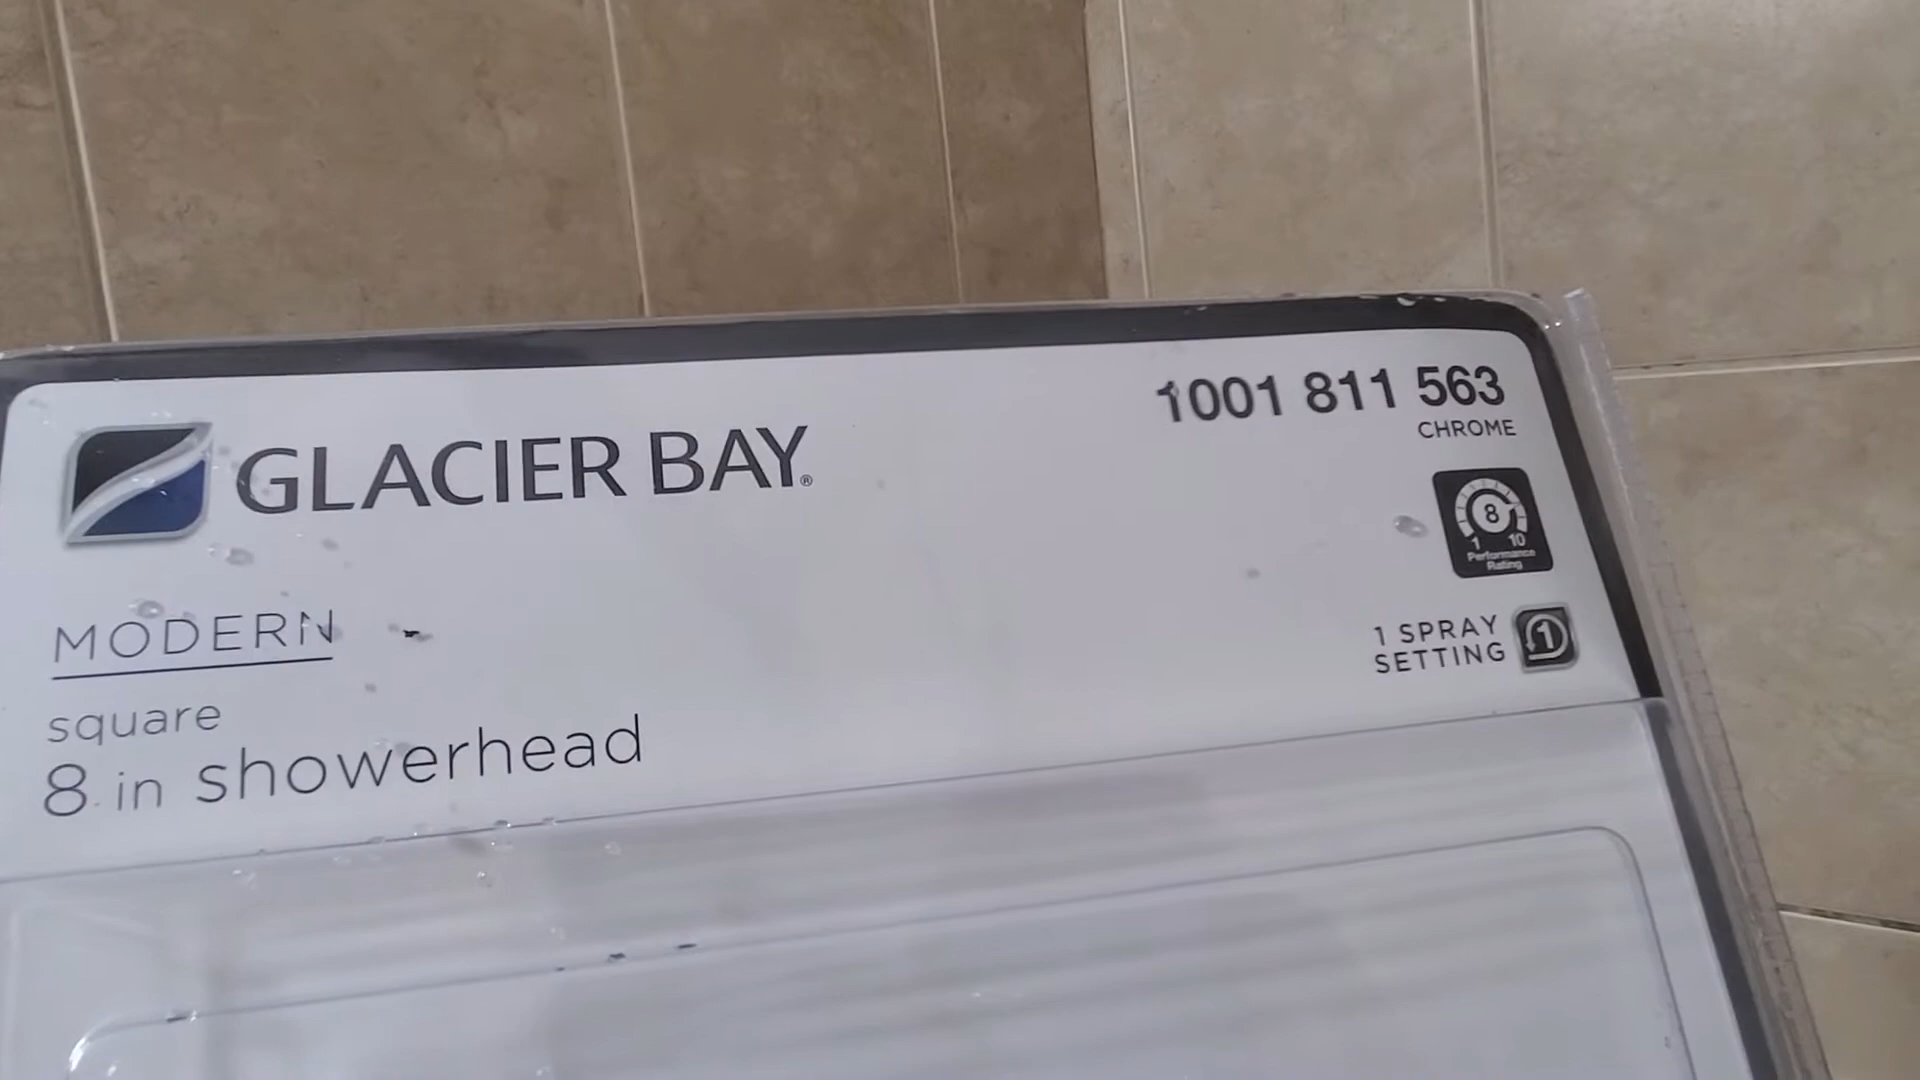 GLACIER BAY®
1001 811 563
CHROME
8
1 10
Performance
Rating
MODERN
1 SPRAY
SETTING
1
square
8 in showerhead